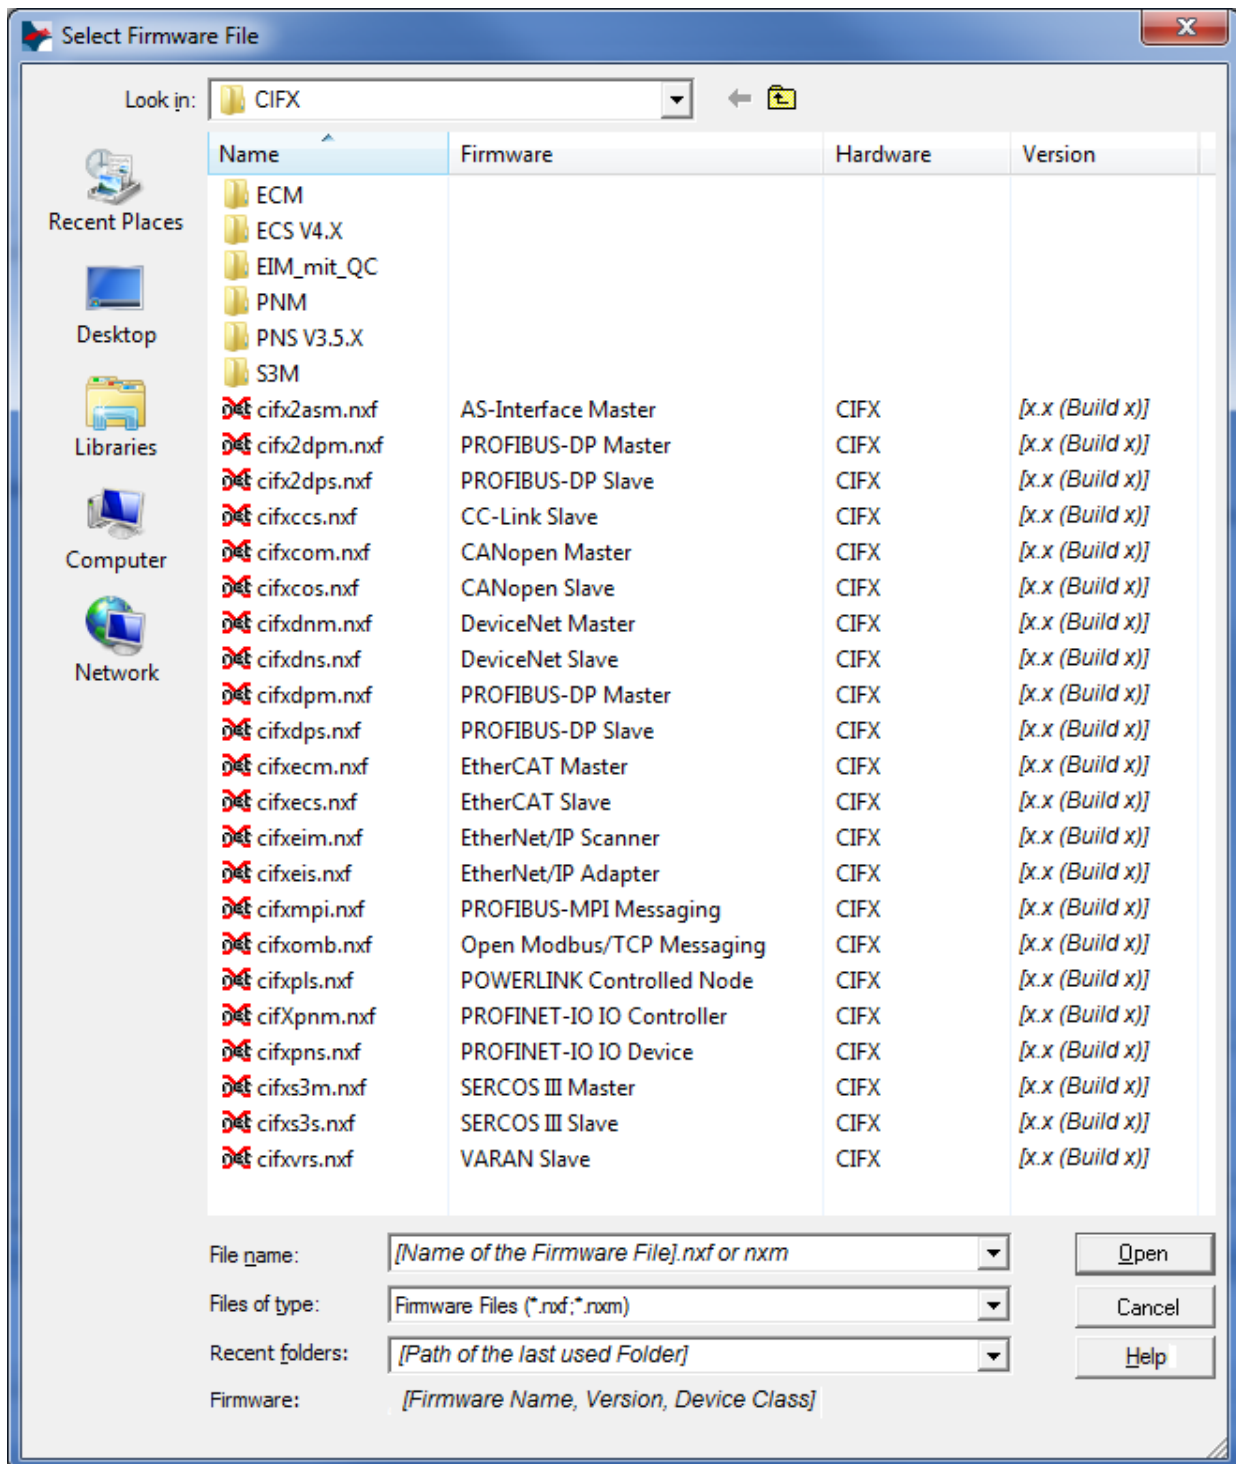 Select Firmware File
Look in: CIFX
Name Firmware Hardware Version
Recent Places
Desktop
Libraries
Computer
Network
ECM
ECS V4.X
EIM_mit_QC
PNM
PNS V3.5.X
S3M
cifx2asm.nxf AS-Interface Master CIFX [x.x (Build x)]
cifx2dpm.nxf PROFIBUS-DP Master CIFX [x.x (Build x)]
cifx2dps.nxf PROFIBUS-DP Slave CIFX [x.x (Build x)]
cifxccs.nxf CC-Link Slave CIFX [x.x (Build x)]
cifxcom.nxf CANopen Master CIFX [x.x (Build x)]
cifxcos.nxf CANopen Slave CIFX [x.x (Build x)]
cifxdnm.nxf DeviceNet Master CIFX [x.x (Build x)]
cifxdns.nxf DeviceNet Slave CIFX [x.x (Build x)]
cifxdpm.nxf PROFIBUS-DP Master CIFX [x.x (Build x)]
cifxdps.nxf PROFIBUS-DP Slave CIFX [x.x (Build x)]
cifxecm.nxf EtherCAT Master CIFX [x.x (Build x)]
cifxecs.nxf EtherCAT Slave CIFX [x.x (Build x)]
cifxeim.nxf EtherNet/IP Scanner CIFX [x.x (Build x)]
cifxeis.nxf EtherNet/IP Adapter CIFX [x.x (Build x)]
cifxmpi.nxf PROFIBUS-MPI Messaging CIFX [x.x (Build x)]
cifxomb.nxf Open Modbus/TCP Messaging CIFX [x.x (Build x)]
cifxpls.nxf POWERLINK Controlled Node CIFX [x.x (Build x)]
cifXpnm.nxf PROFINET-IO IO Controller CIFX [x.x (Build x)]
cifxpns.nxf PROFINET-IO IO Device CIFX [x.x (Build x)]
cifxs3m.nxf SERCOS III Master CIFX [x.x (Build x)]
cifxs3s.nxf SERCOS III Slave CIFX [x.x (Build x)]
cifxvrs.nxf VARAN Slave CIFX [x.x (Build x)]
File name: [Name of the Firmware File].nxf or nxm Open
Files of type: Firmware Files (*.nxf;*.nxm) Cancel
Recent folders: [Path of the last used Folder] Help
Firmware: [Firmware Name, Version, Device Class]